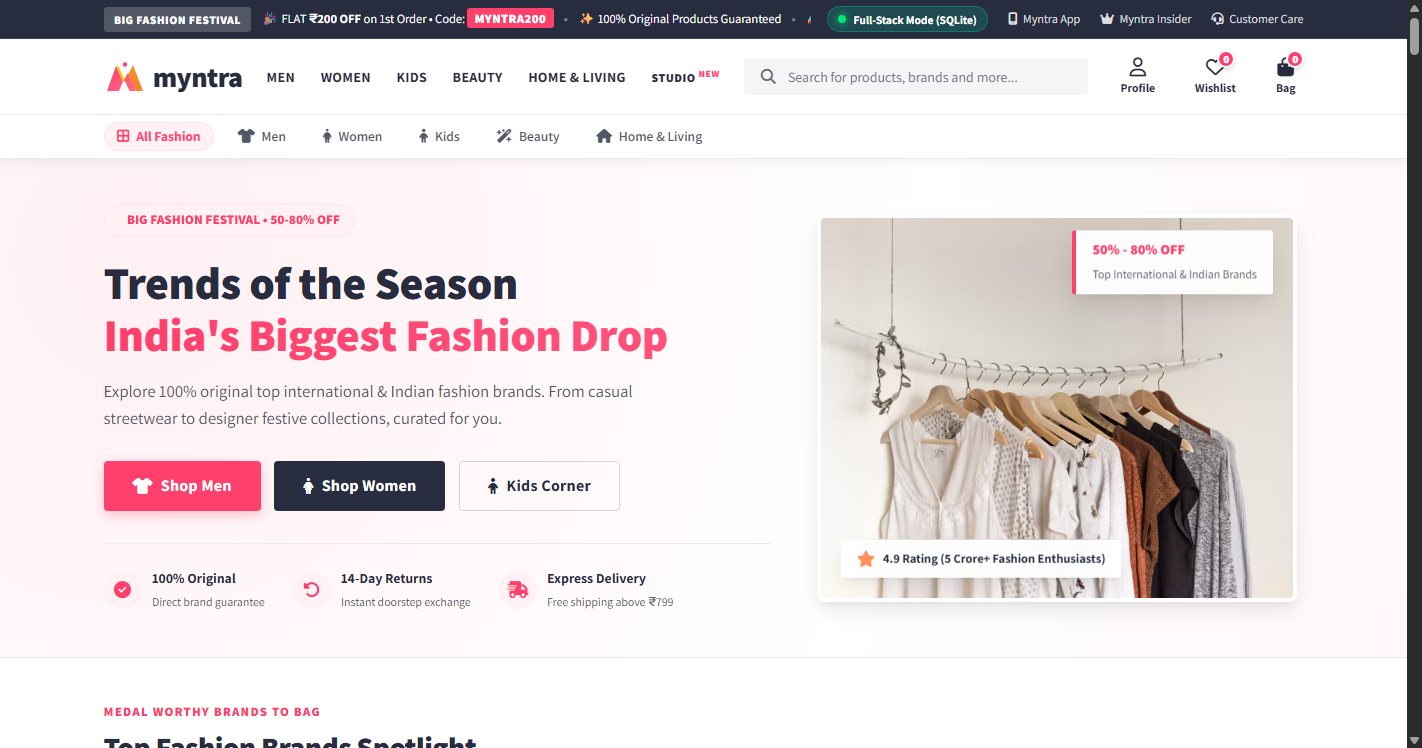 BIG FASHION FESTIVAL
🎉 FLAT ₹200 OFF on 1st Order • Code: MYNTRA200 • ✨ 100% Original Products Guaranteed •
Full-Stack Mode (SQLite)
Myntra App
Myntra Insider
Customer Care
myntra
MEN
WOMEN
KIDS
BEAUTY
HOME & LIVING
STUDIO NEW
Search for products, brands and more...
Profile
0
Wishlist
0
Bag
All Fashion
Men
Women
Kids
Beauty
Home & Living
BIG FASHION FESTIVAL • 50-80% OFF
Trends of the Season
India's Biggest Fashion Drop
Explore 100% original top international & Indian fashion brands. From casual
streetwear to designer festive collections, curated for you.
Shop Men
Shop Women
Kids Corner
100% Original
Direct brand guarantee
14-Day Returns
Instant doorstep exchange
Express Delivery
Free shipping above ₹799
50% - 80% OFF
Top International & Indian Brands
4.9 Rating (5 Crore+ Fashion Enthusiasts)
MEDAL WORTHY BRANDS TO BAG
Top Fashion Brands Spotlight